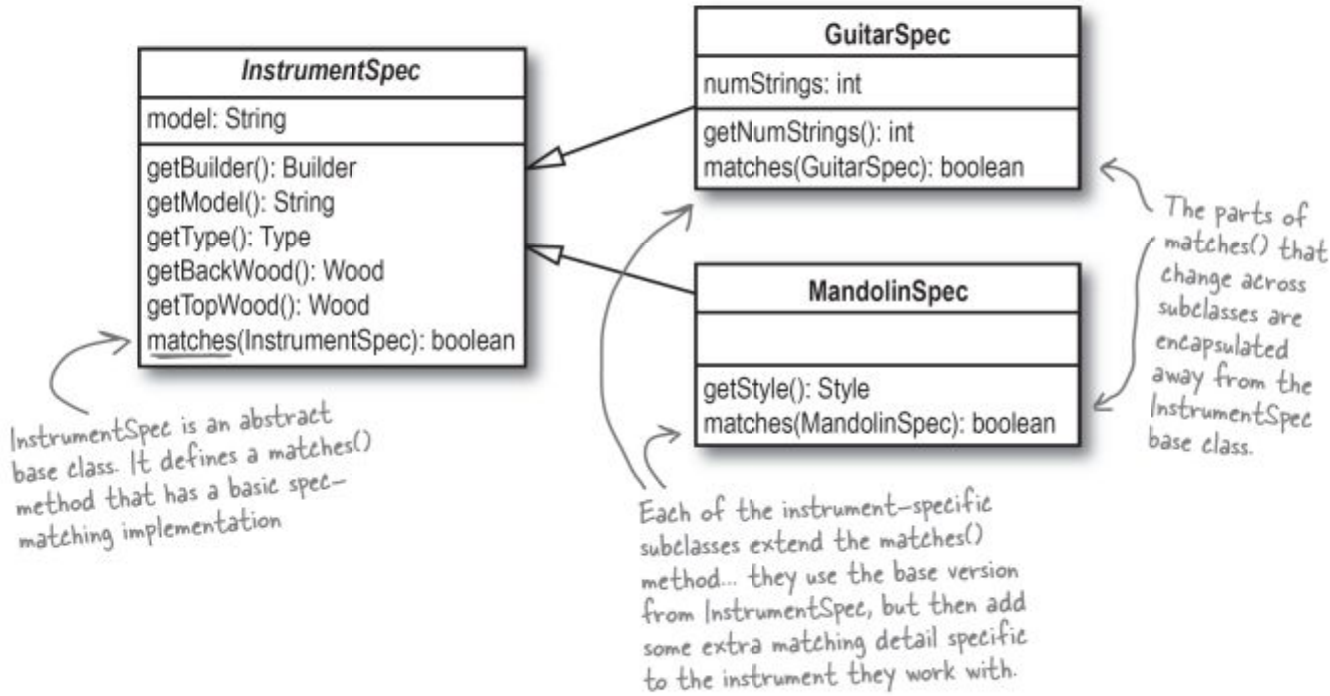 InstrumentSpec
model: String
getBuilder(): Builder
getModel(): String
getType(): Type
getBackWood(): Wood
getTopWood(): Wood
matches(InstrumentSpec): boolean
InstrumentSpec is an abstract
base class. It defines a matches()
method that has a basic spec–
matching implementation
GuitarSpec
numStrings: int
getNumStrings(): int
matches(GuitarSpec): boolean
MandolinSpec
getStyle(): Style
matches(MandolinSpec): boolean
The parts of
matches() that
change across
subclasses are
encapsulated
away from the
InstrumentSpec
base class.
Each of the instrument–specific
subclasses extend the matches()
method... they use the base version
from InstrumentSpec, but then add
some extra matching detail specific
to the instrument they work with.